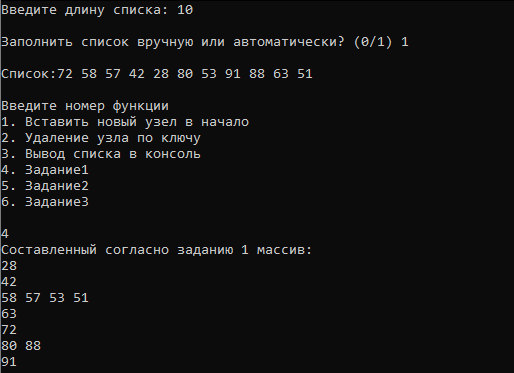 Введите длину списка: 10
Заполнить список вручную или автоматически? (0/1) 1
Список:72 58 57 42 28 80 53 91 88 63 51
Введите номер функции
1. Вставить новый узел в начало
2. Удаление узла по ключу
3. Вывод списка в консоль
4. Задание1
5. Задание2
6. Задание3
4
Составленный согласно заданию 1 массив:
28
42
58 57 53 51
63
72
80 88
91